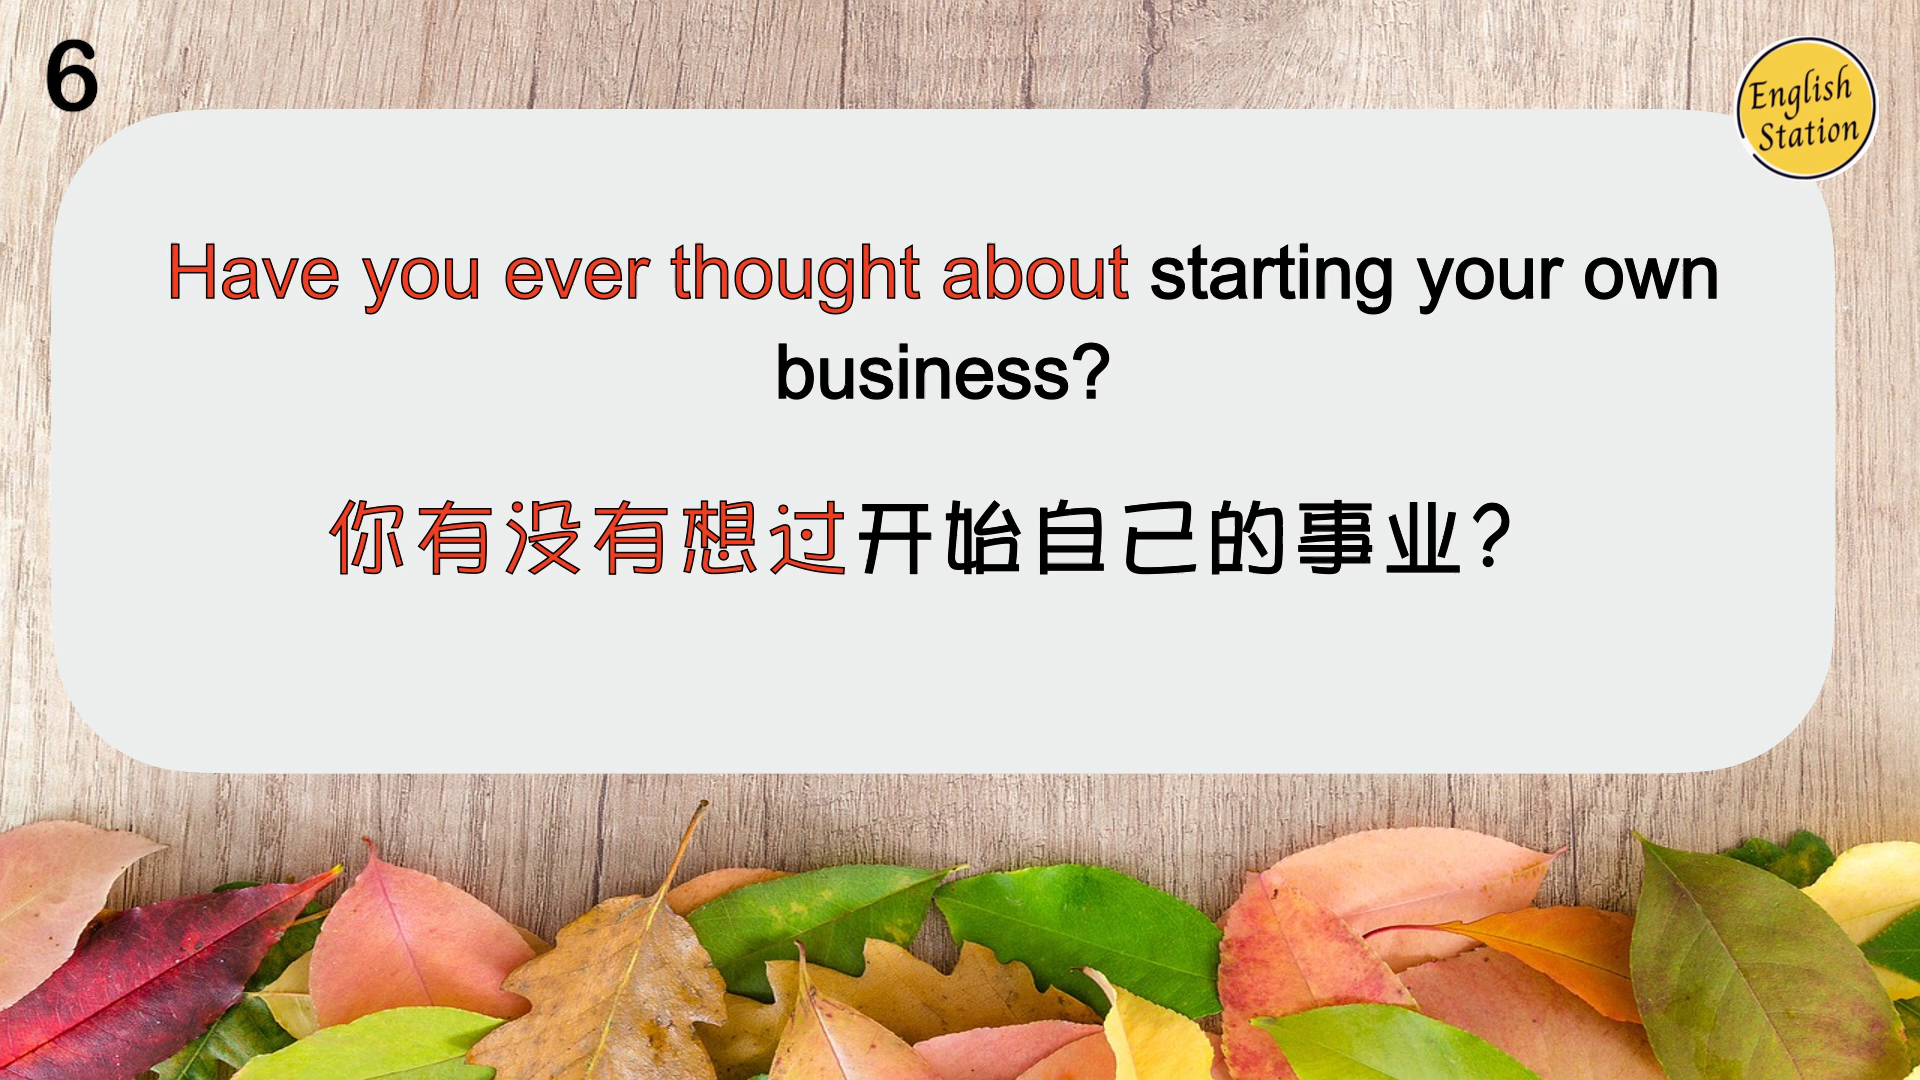 6
English
Station
Have you ever thought about starting your own
business?
你有没有想过开始自己的事业?